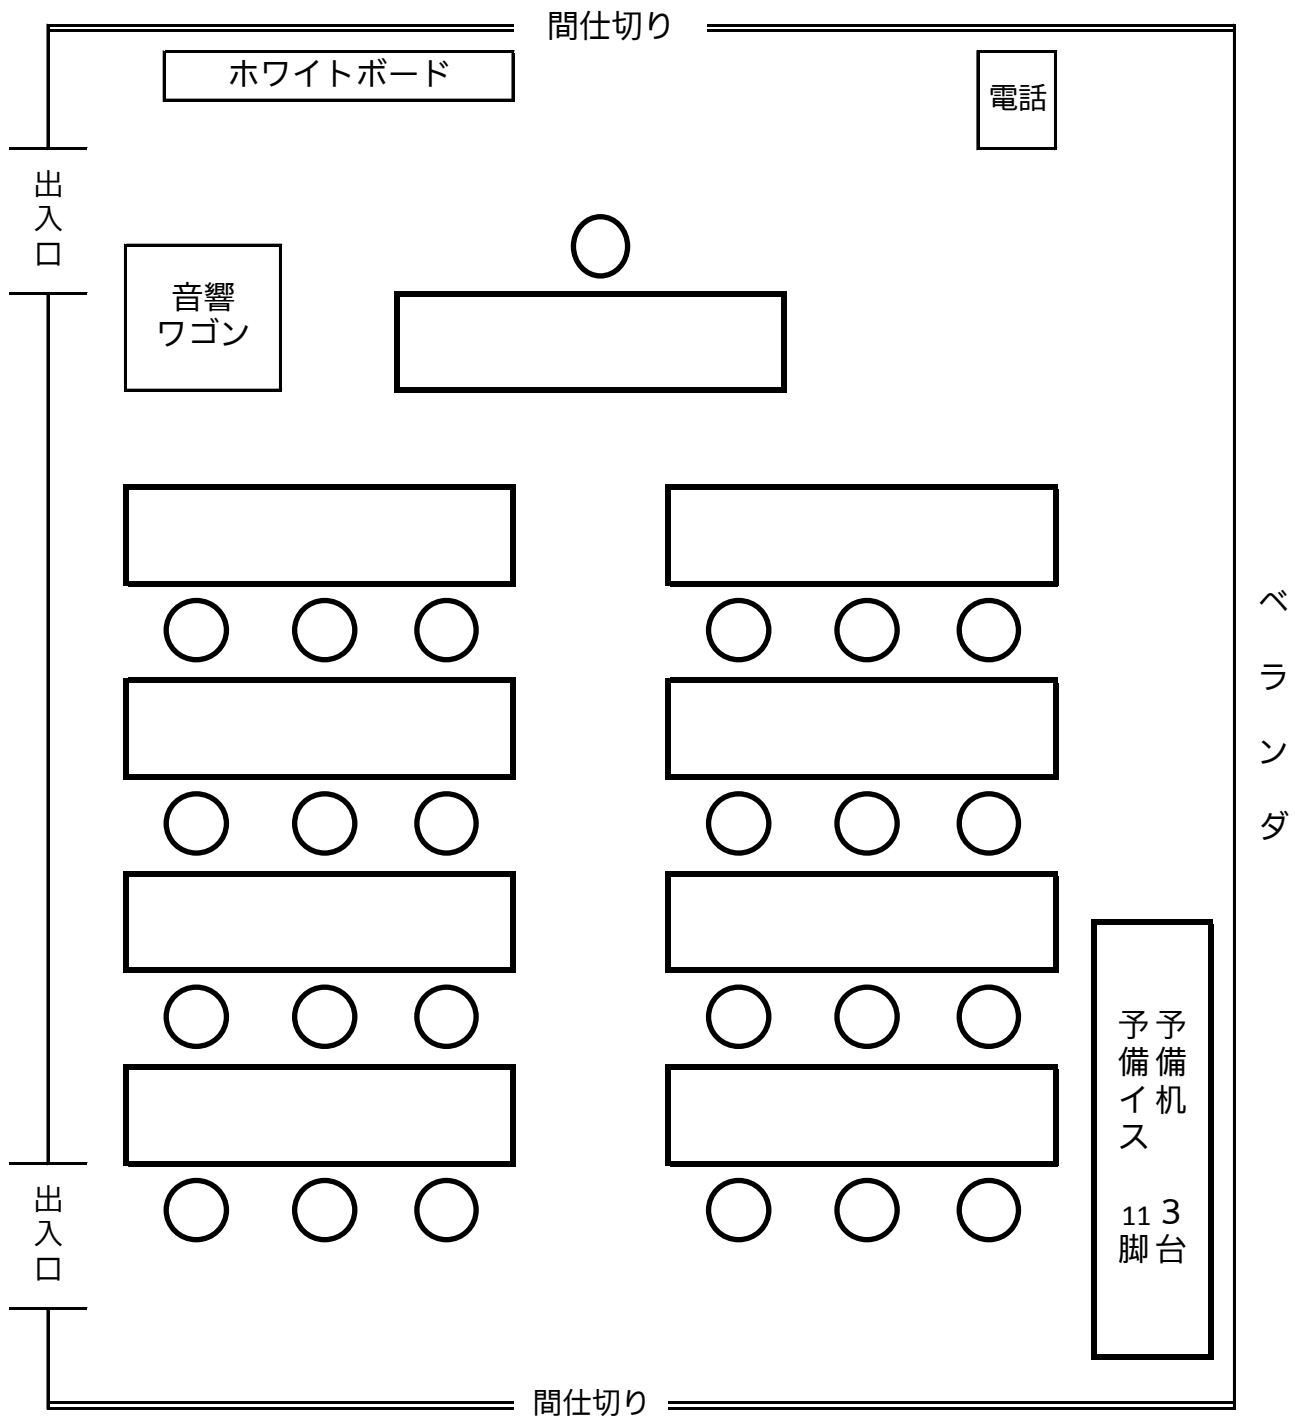 間仕切り
ホワイトボード
電話
出入口
音響
ワゴン
ベランダ
予備机 3台
予備イス 11脚
出入口
間仕切り